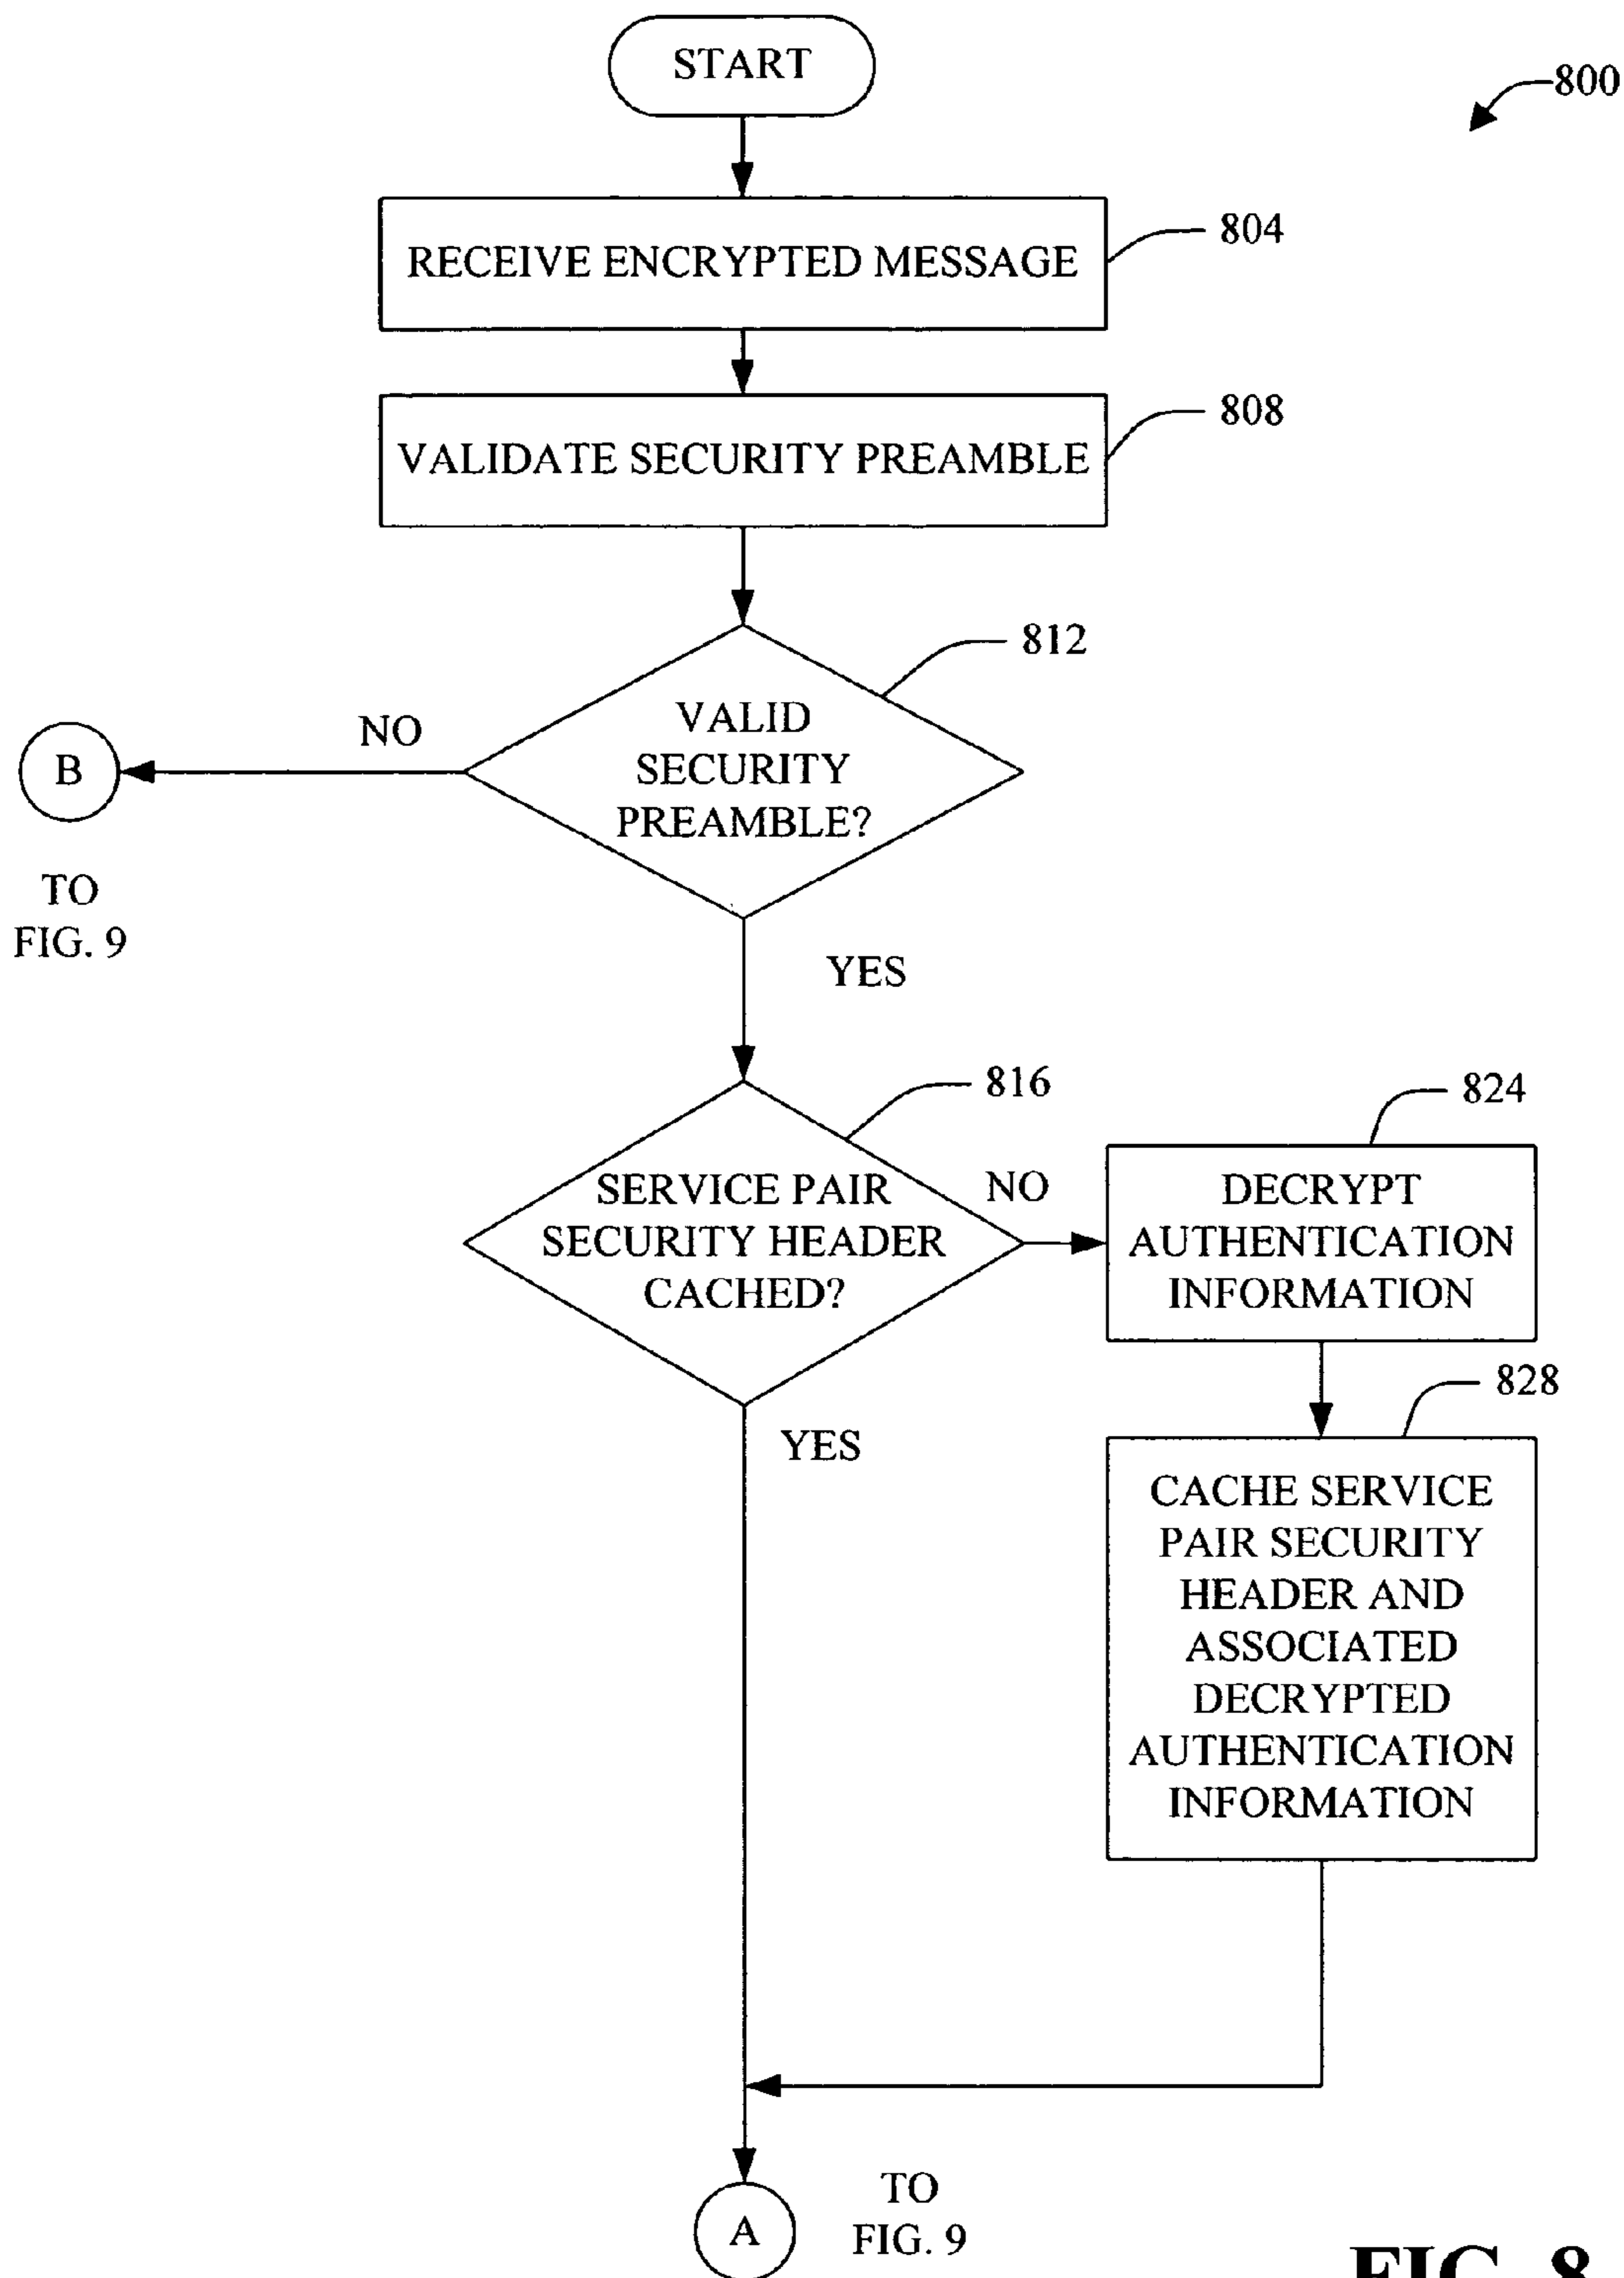 START
800
RECEIVE ENCRYPTED MESSAGE
804
VALIDATE SECURITY PREAMBLE
808
812
VALID
SECURITY
PREAMBLE?
NO
B
TO
FIG. 9
YES
816
SERVICE PAIR
SECURITY HEADER
CACHED?
NO
824
DECRYPT
AUTHENTICATION
INFORMATION
828
YES
CACHE SERVICE
PAIR SECURITY
HEADER AND
ASSOCIATED
DECRYPTED
AUTHENTICATION
INFORMATION
A
TO
FIG. 9
FIG. 8